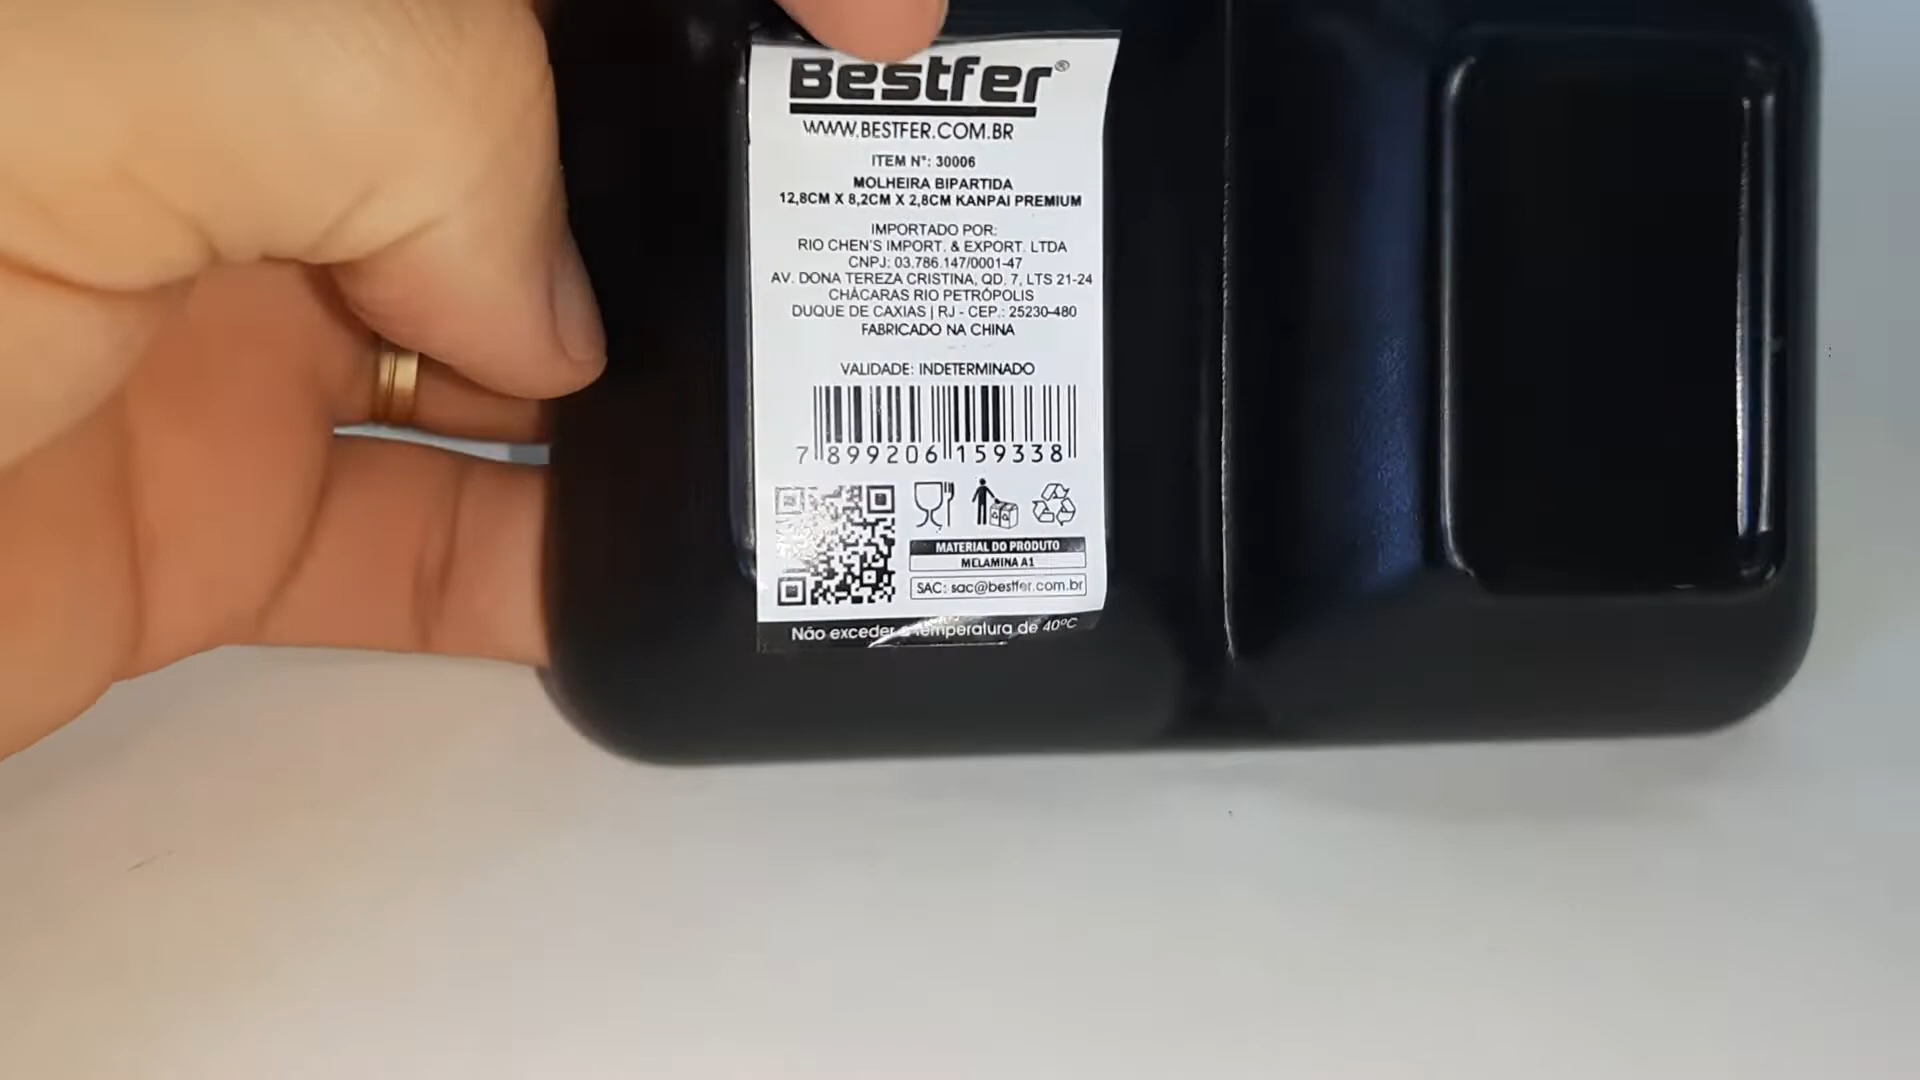 Bestfer®
WWW.BESTFER.COM.BR
ITEM N°: 30006
MOLHEIRA BIPARTIDA
12,8CM X 8,2CM X 2,8CM KANPAI PREMIUM
IMPORTADO POR:
RIO CHEN'S IMPORT. & EXPORT. LTDA
CNPJ: 03.786.147/0001-47
AV. DONA TEREZA CRISTINA, QD. 7, LTS 21-24
CHÁCARAS RIO PETRÓPOLIS
DUQUE DE CAXIAS | RJ - CEP.: 25230-480
FABRICADO NA CHINA
VALIDADE: INDETERMINADO
7 899206 159338
MATERIAL DO PRODUTO
MELAMINA A1
SAC: sac@bestfer.com.br
Não exceder a temperatura de 40ºC